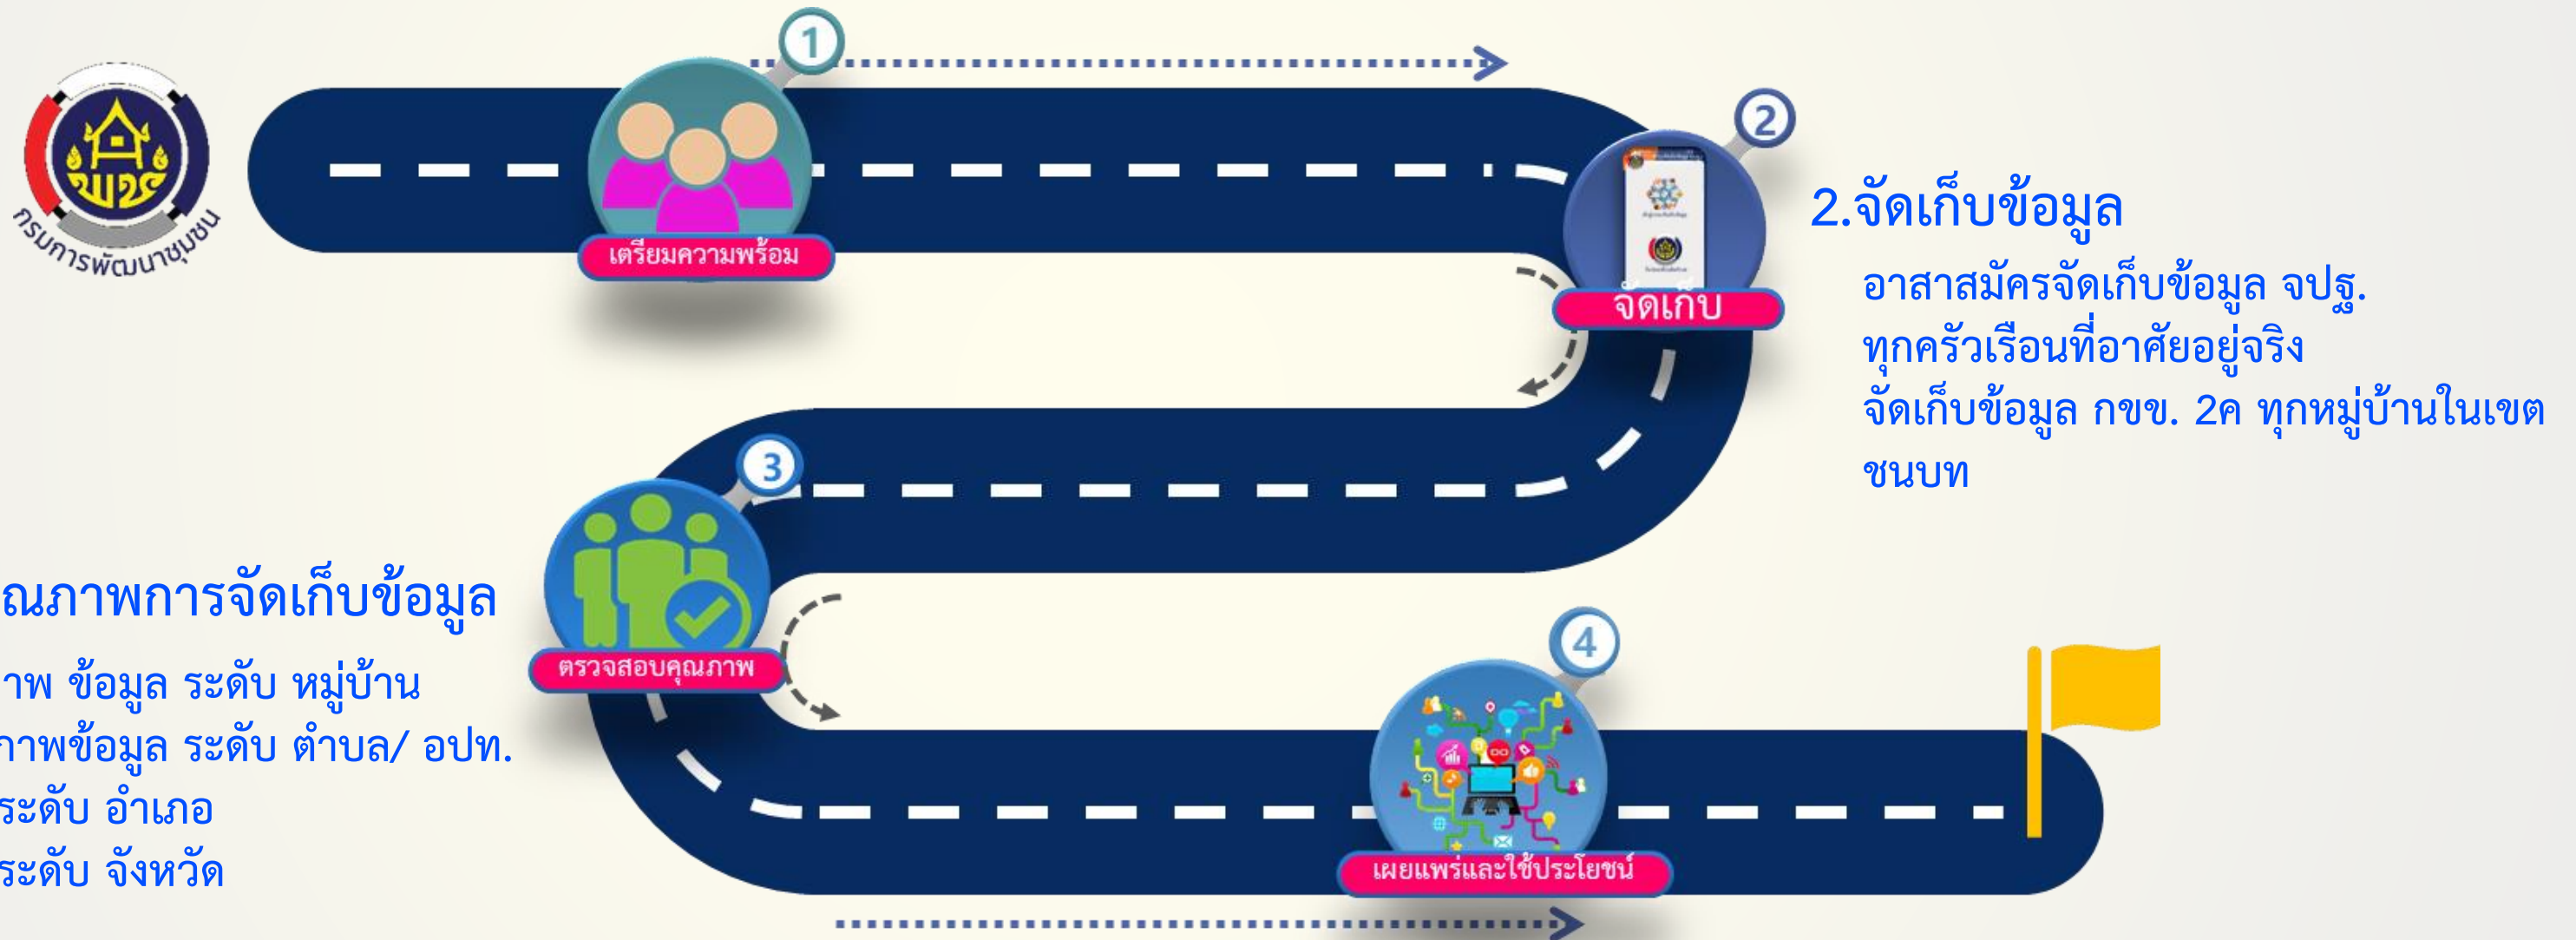 1
2
พช
กรมการพัฒนาชุมชน
เตรียมความพร้อม
จัดเก็บ
2.จัดเก็บข้อมูล
อาสาสมัครจัดเก็บข้อมูล จปฐ.
ทุกครัวเรือนที่อาศัยอยู่จริง
จัดเก็บข้อมูล กขข. 2ค ทุกหมู่บ้านในเขต
ชนบท
3
ณภาพการจัดเก็บข้อมูล
าพ ข้อมูล ระดับ หมู่บ้าน
ภาพข้อมูล ระดับ ตำบล/ อปท.
ระดับ อำเภอ
ระดับ จังหวัด
ตรวจสอบคุณภาพ
4
เผยแพร่และใช้ประโยชน์